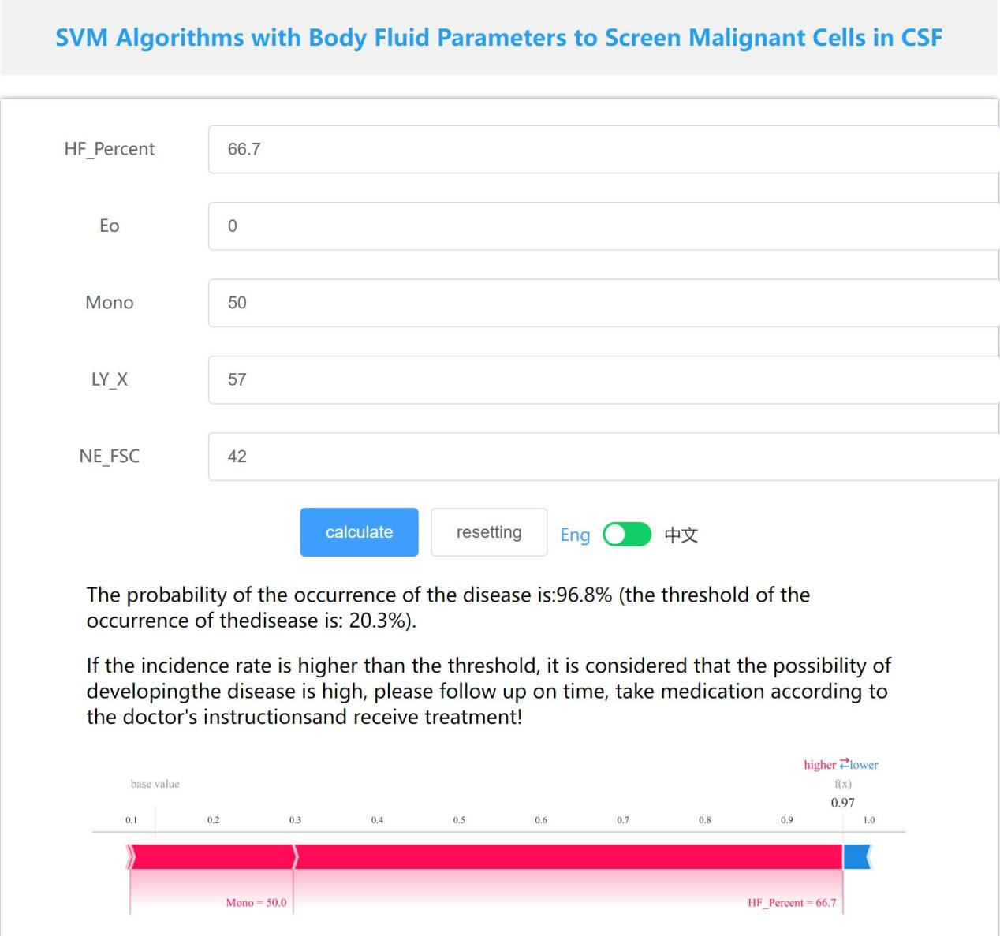 SVM Algorithms with Body Fluid Parameters to Screen Malignant Cells in CSF
HF_Percent 66.7
Eo 0
Mono 50
LY_X 57
NE_FSC 42
calculate resetting Eng 中文
The probability of the occurrence of the disease is:96.8% (the threshold of the
occurrence of thedisease is: 20.3%).
If the incidence rate is higher than the threshold, it is considered that the possibility of
developingthe disease is high, please follow up on time, take medication according to
the doctor's instructionsand receive treatment!
higher ⇄ lower
base value f(x)
0.97
0.1 0.2 0.3 0.4 0.5 0.6 0.7 0.8 0.9 1.0
Mono = 50.0 HF_Percent = 66.7